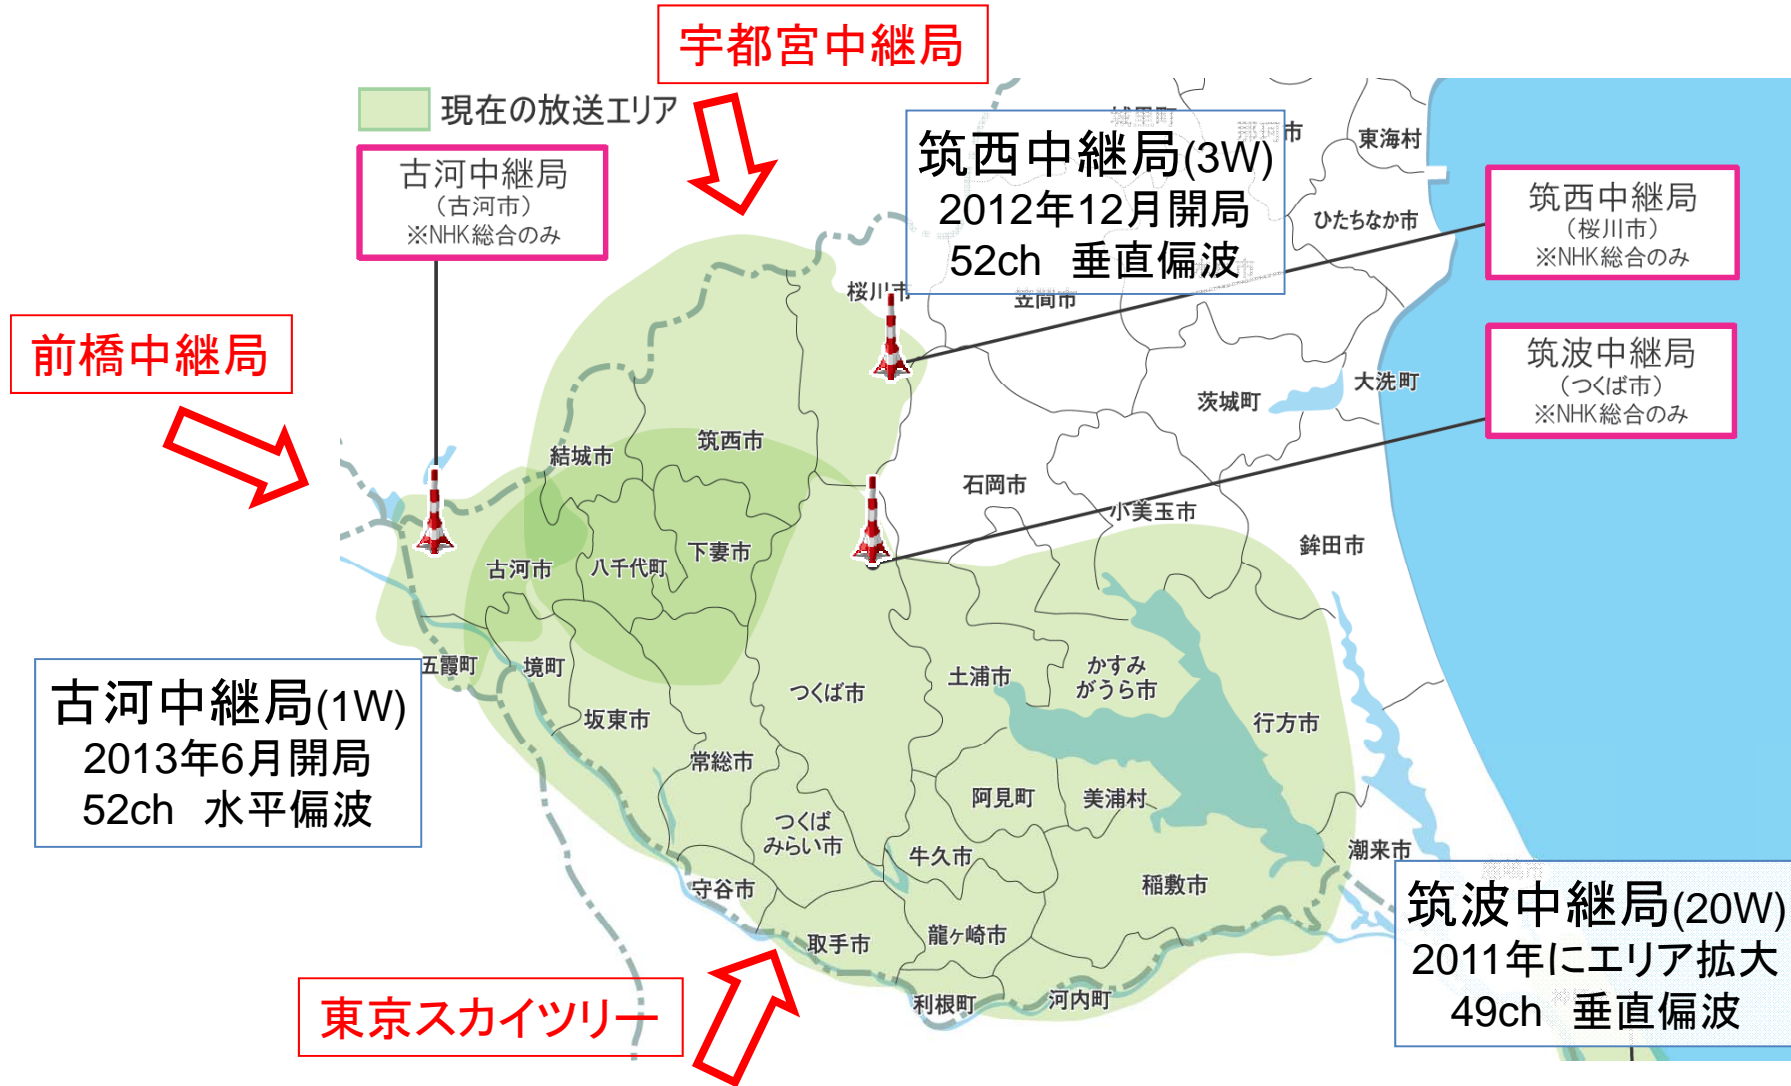 宇都宮中継局
現在の放送エリア
古河中継局
（古河市）
※NHK総合のみ
筑西中継局(3W)
2012年12月開局
52ch 垂直偏波
市
東海村
ひたちなか市
筑西中継局
（桜川市）
※NHK総合のみ
桜川市
笠間市
前橋中継局
筑波中継局
（つくば市）
※NHK総合のみ
大洗町
茨城町
筑西市
結城市
石岡市
小美玉市
鉾田市
下妻市
八千代町
古河市
五霞町
境町
つくば市
土浦市
かすみ
がうら市
行方市
坂東市
古河中継局(1W)
2013年6月開局
52ch 水平偏波
常総市
阿見町
美浦村
つくば
みらい市
牛久市
潮来市
守谷市
稲敷市
取手市
龍ヶ崎市
筑波中継局(20W)
2011年にエリア拡大
49ch 垂直偏波
利根町
河内町
東京スカイツリー